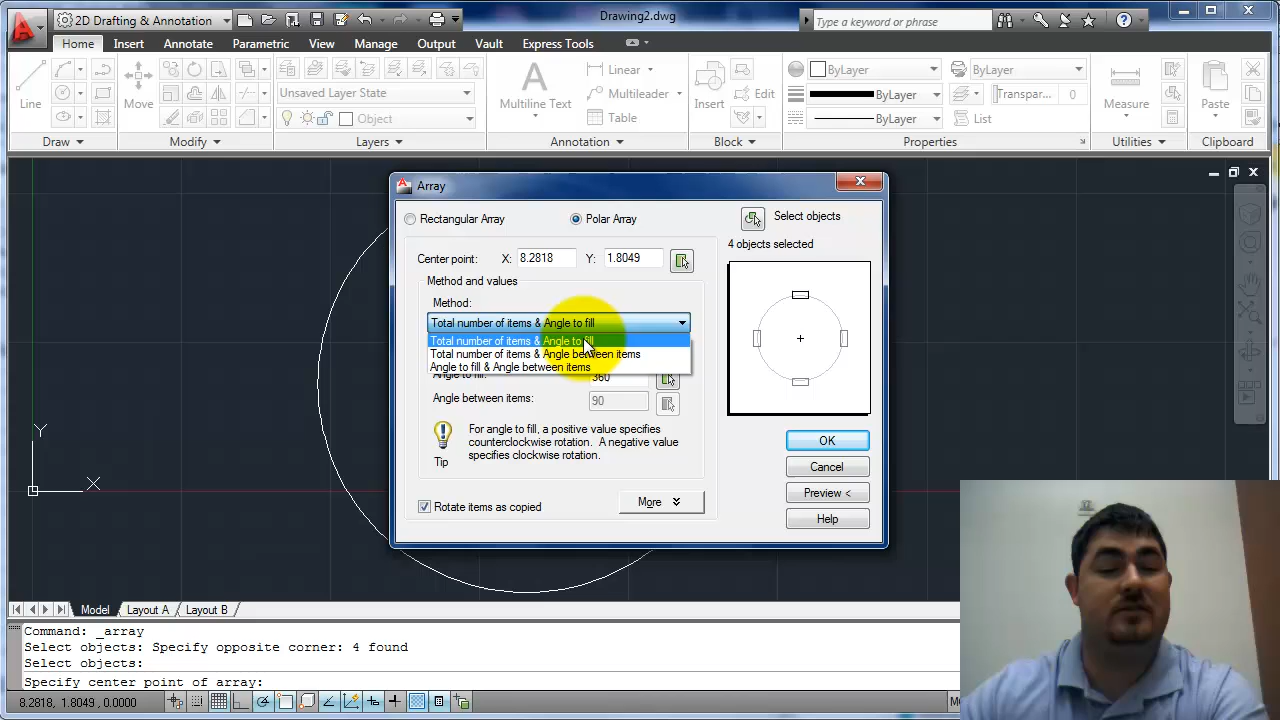 2D Drafting & Annotation
Drawing2.dwg
Type a keyword or phrase
Home Insert Annotate Parametric View Manage Output Vault Express Tools
Line
Move
Unsaved Layer State
Object
Multiline Text
Linear
Multileader
Table
Insert
Edit
ByLayer
ByLayer
ByLayer
ByLayer
Transpar... 0
List
Measure
Paste
Draw Modify Layers Annotation Block Properties Utilities Clipboard
Array
Rectangular Array
Polar Array
Select objects
4 objects selected
Center point: X: 8.2818 Y: 1.8049
Method and values
Method:
Total number of items & Angle to fill
Total number of items & Angle to fill
Total number of items & Angle between items
Angle to fill & Angle between items
Angle to fill: 360
Angle between items: 90
For angle to fill, a positive value specifies
counterclockwise rotation. A negative value
specifies clockwise rotation.
Tip
Rotate items as copied
More
OK
Cancel
Preview <
Help
Y
X
Model Layout A Layout B
Command: _array
Select objects: Specify opposite corner: 4 found
Select objects:
Specify center point of array:
8.2818, 1.8049, 0.0000